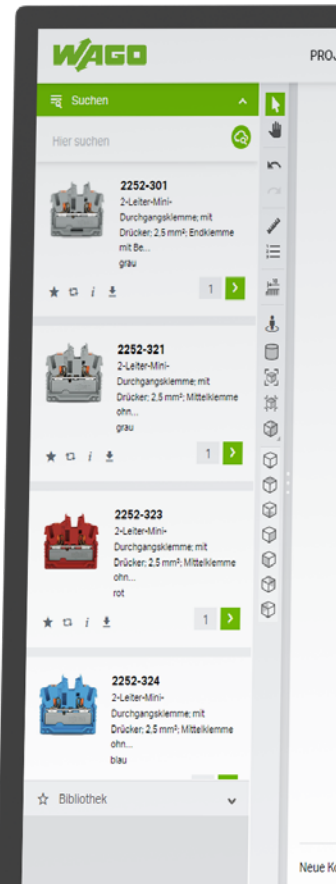 WAGO
PROJ
Suchen
Hier suchen
2252-301
2-Leiter-Mini-
Durchgangsklemme; mit
Drücker; 2,5 mm²; Endklemme
mit Be...
grau
i
1
2252-321
2-Leiter-Mini-
Durchgangsklemme; mit
Drücker; 2,5 mm²; Mittelklemme
ohn...
grau
i
1
2252-323
2-Leiter-Mini-
Durchgangsklemme; mit
Drücker; 2,5 mm²; Mittelklemme
ohn...
rot
i
1
2252-324
2-Leiter-Mini-
Durchgangsklemme; mit
Drücker; 2,5 mm²; Mittelklemme
ohn...
blau
Bibliothek
Neue Ko